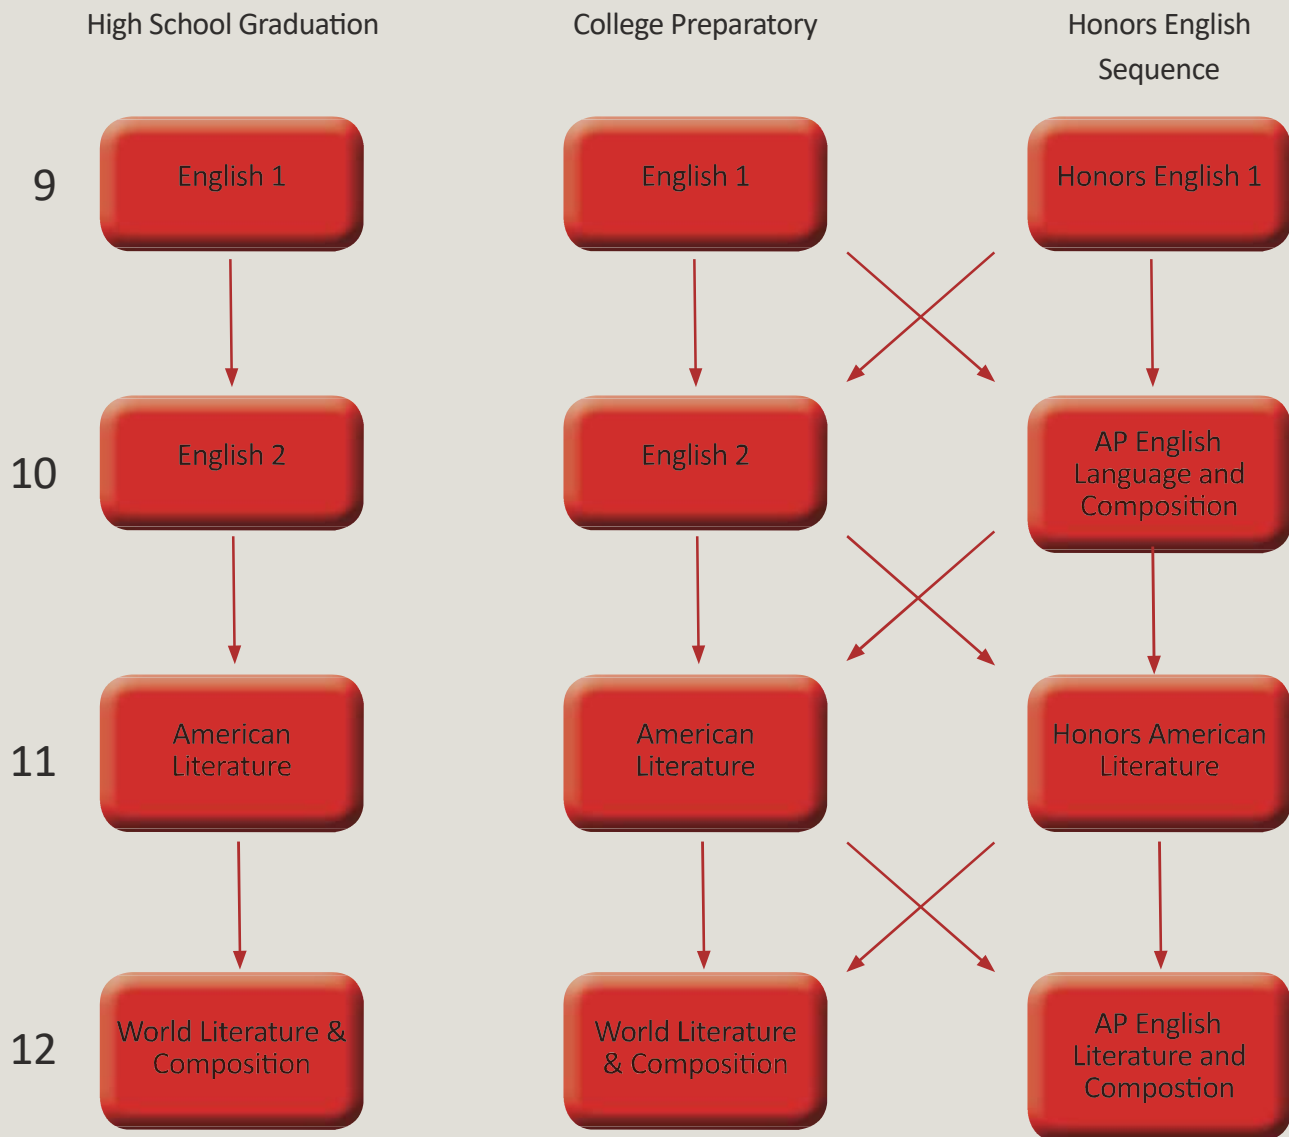 High School Graduation
College Preparatory
Honors English
Sequence
9
English 1
English 1
Honors English 1
10
English 2
English 2
AP English
Language and
Composition
11
American
Literature
American
Literature
Honors American
Literature
12
World Literature &
Composition
World Literature
& Composition
AP English
Literature and
Compostion